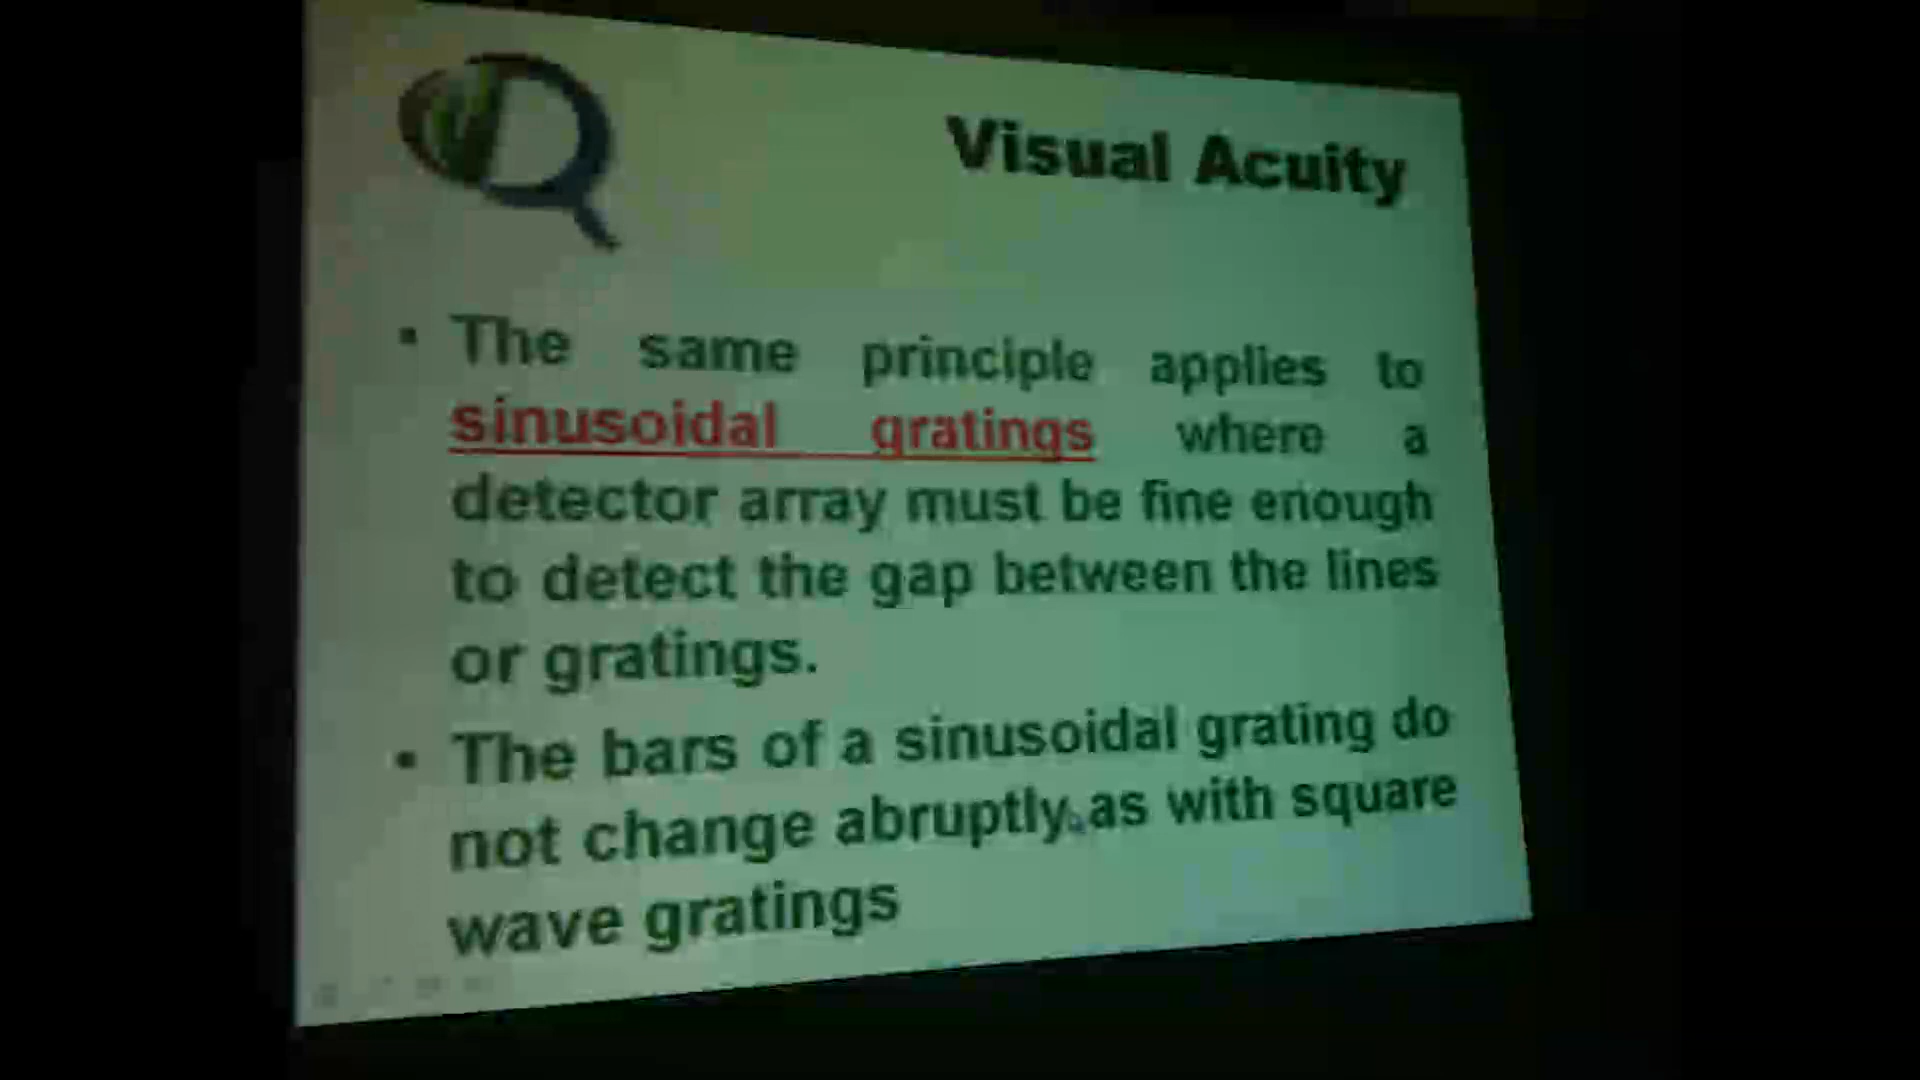 Visual Acuity
• The same principle applies to
sinusoidal gratings where a
detector array must be fine enough
to detect the gap between the lines
or gratings.
• The bars of a sinusoidal grating do
not change abruptly as with square
wave gratings